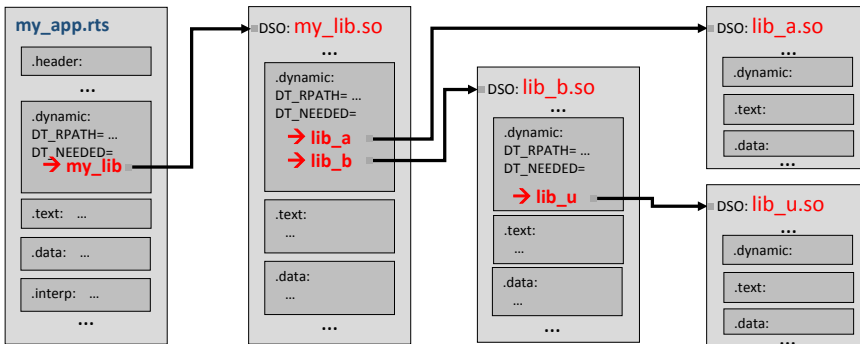 my_app.rts
.header:
...
.dynamic:
DT_RPATH= ...
DT_NEEDED=
→ my_lib
.text: ...
.data: ...
.interp: ...
...
DSO: my_lib.so
...
.dynamic:
DT_RPATH= ...
DT_NEEDED=
→ lib_a
→ lib_b
.text:
...
.data:
...
...
DSO: lib_b.so
...
.dynamic:
DT_RPATH= ...
DT_NEEDED=
→ lib_u
.text:
...
.data:
...
...
DSO: lib_a.so
...
.dynamic:
.text:
.data:
...
DSO: lib_u.so
...
.dynamic:
.text:
.data:
...